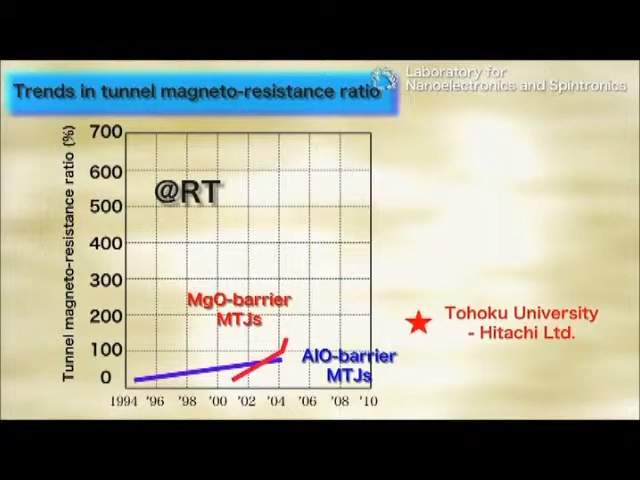 Trends in tunnel magneto-resistance ratio
Laboratory for
Nanoelectronics and Spintronics
Tunnel magneto-resistance ratio (%)
700
600
500
400
300
200
100
0
@RT
MgO-barrier
MTJs
AlO-barrier
MTJs
1994 '96 '98 '00 '02 '04 '06 '08 '10
Tohoku University
- Hitachi Ltd.